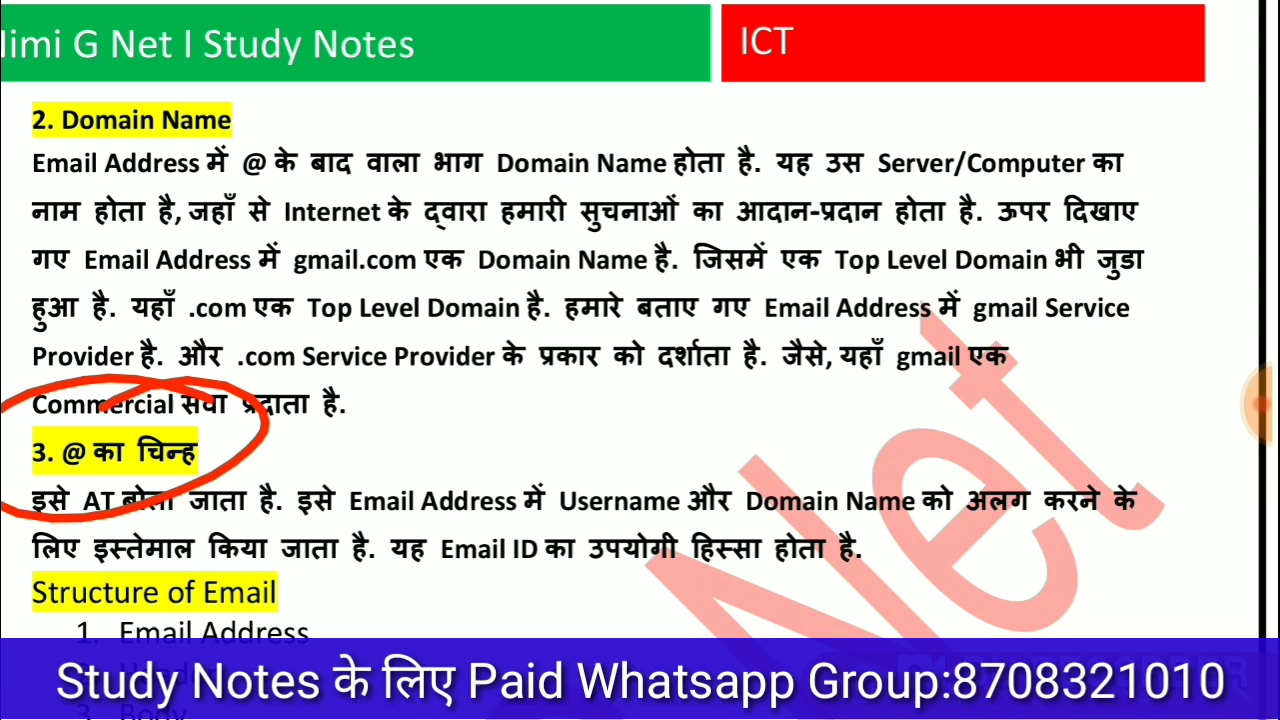 imi G Net I Study Notes
ICT
2. Domain Name
Email Address में @ के बाद वाला भाग Domain Name होता है. यह उस Server/Computer का
नाम होता है, जहाँ से Internet के द्वारा हमारी सुचनाओं का आदान-प्रदान होता है. ऊपर दिखाए
गए Email Address में gmail.com एक Domain Name है. जिसमें एक Top Level Domain भी जुडा
हुआ है. यहाँ .com एक Top Level Domain है. हमारे बताए गए Email Address में gmail Service
Provider है. और .com Service Provider के प्रकार को दर्शाता है. जैसे, यहाँ gmail एक
Commercial सेवा प्रदाता है.
3. @ का चिन्ह
इसे AT बोला जाता है. इसे Email Address में Username और Domain Name को अलग करने के
लिए इस्तेमाल किया जाता है. यह Email ID का उपयोगी हिस्सा होता है.
Structure of Email
1. Email Address
3. Body
Study Notes के लिए Paid Whatsapp Group:8708321010
Net